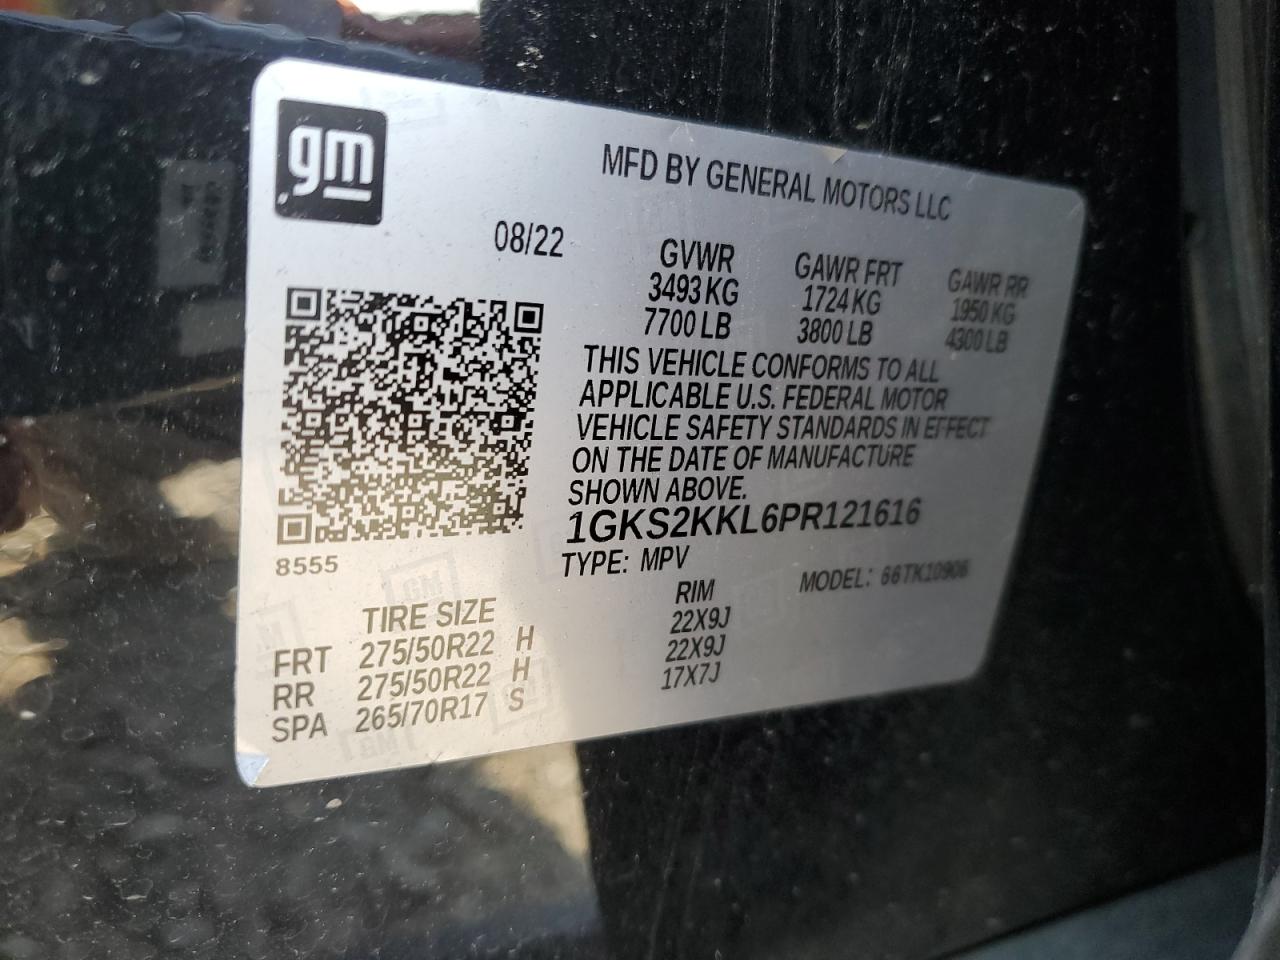 gm
MFD BY GENERAL MOTORS LLC
08/22
GVWR GAWR FRT GAWR RR
3493 KG 1724 KG 1950 KG
7700 LB 3800 LB 4300 LB
THIS VEHICLE CONFORMS TO ALL
APPLICABLE U.S. FEDERAL MOTOR
VEHICLE SAFETY STANDARDS IN EFFECT
ON THE DATE OF MANUFACTURE
SHOWN ABOVE.
1GKS2KKL6PR121616
8555
TYPE: MPV MODEL: 66TK10906
TIRE SIZE RIM
FRT 275/50R22 H 22X9J
RR 275/50R22 H 22X9J
SPA 265/70R17 S 17X7J